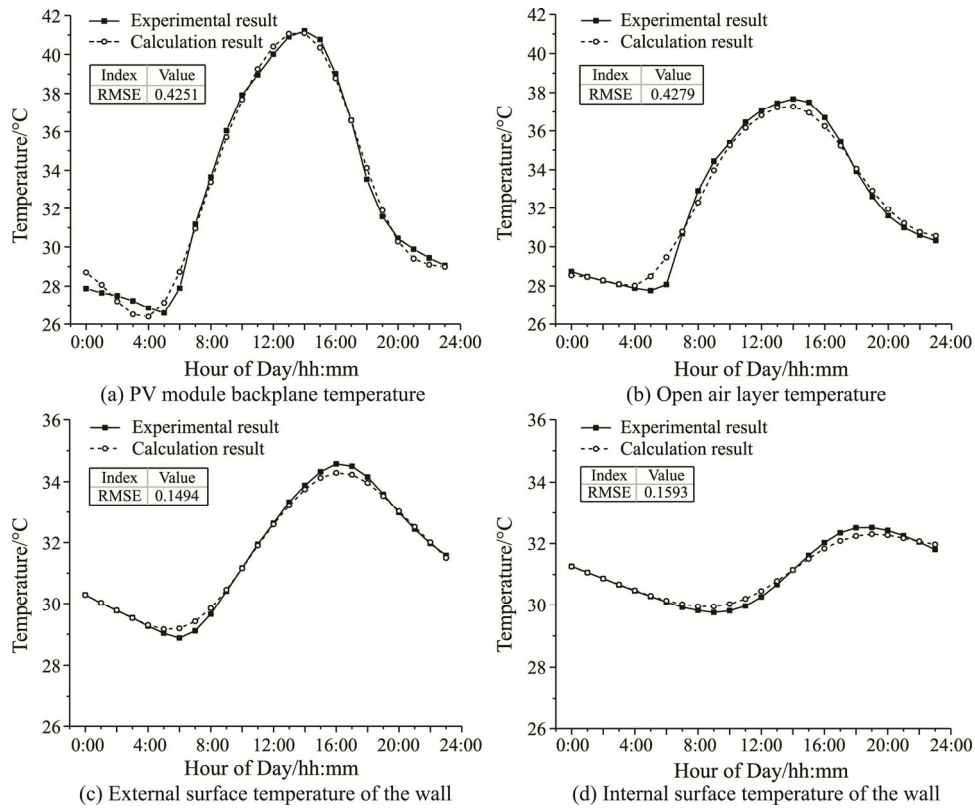 42
40
38
36
34
32
30
28
26
Temperature/°C
Experimental result
Calculation result
Index Value
RMSE 0.4251
0:00 4:00 8:00 12:00 16:00 20:00 24:00
Hour of Day/hh:mm
(a) PV module backplane temperature
42
40
38
36
34
32
30
28
26
Temperature/°C
Experimental result
Calculation result
Index Value
RMSE 0.4279
0:00 4:00 8:00 12:00 16:00 20:00 24:00
Hour of Day/hh:mm
(b) Open air layer temperature
36
34
32
30
28
26
Temperature/°C
Experimental result
Calculation result
Index Value
RMSE 0.1494
0:00 4:00 8:00 12:00 16:00 20:00 24:00
Hour of Day/hh:mm
(c) External surface temperature of the wall
36
34
32
30
28
26
Temperature/°C
Experimental result
Calculation result
Index Value
RMSE 0.1593
0:00 4:00 8:00 12:00 16:00 20:00 24:00
Hour of Day/hh:mm
(d) Internal surface temperature of the wall